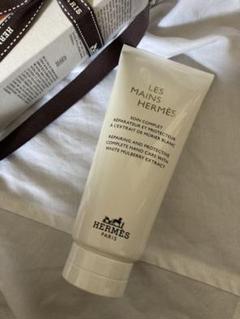 LES
MAINS
HERMÈS
SOIN COMPLET
RÉPARATEUR ET PROTECTEUR
À L'EXTRAIT DE MÛRIER BLANC
REPAIRING AND PROTECTIVE
COMPLETE HAND CARE WITH
WHITE MULBERRY EXTRACT
HERMÈS
PARIS